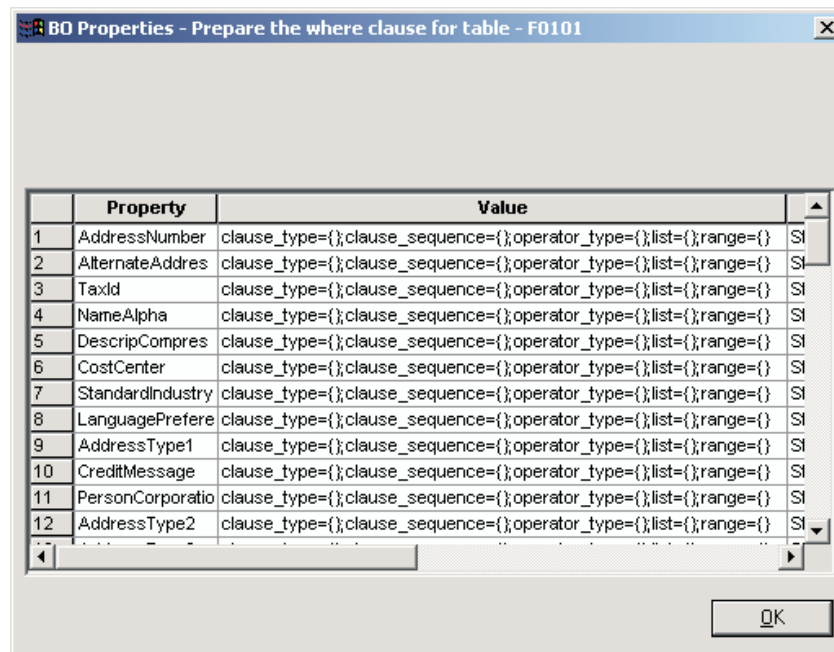 BO Properties - Prepare the where clause for table - F0101
Property Value
1 AddressNumber clause_type={};clause_sequence={};operator_type={};list={};range={}
2 AlternateAddres clause_type={};clause_sequence={};operator_type={};list={};range={}
3 TaxId clause_type={};clause_sequence={};operator_type={};list={};range={}
4 NameAlpha clause_type={};clause_sequence={};operator_type={};list={};range={}
5 DescripCompres clause_type={};clause_sequence={};operator_type={};list={};range={}
6 CostCenter clause_type={};clause_sequence={};operator_type={};list={};range={}
7 StandardIndustry clause_type={};clause_sequence={};operator_type={};list={};range={}
8 LanguagePrefere clause_type={};clause_sequence={};operator_type={};list={};range={}
9 AddressType1 clause_type={};clause_sequence={};operator_type={};list={};range={}
10 CreditMessage clause_type={};clause_sequence={};operator_type={};list={};range={}
11 PersonCorporatio clause_type={};clause_sequence={};operator_type={};list={};range={}
12 AddressType2 clause_type={};clause_sequence={};operator_type={};list={};range={}
OK